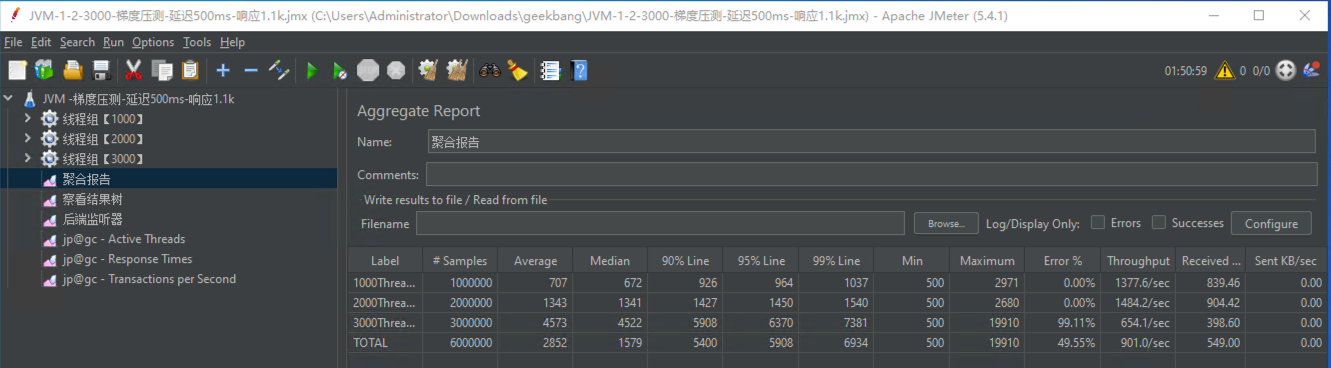 JVM-1-2-3000-梯度压测-延迟500ms-响应1.1k.jmx (C:\Users\Administrator\Downloads\geekbang\JVM-1-2-3000-梯度压测-延迟500ms-响应1.1k.jmx) - Apache JMeter (5.4.1)
File Edit Search Run Options Tools Help
01:50:59 0 0/0
JVM -梯度压测-延迟500ms-响应1.1k
线程组【1000】
线程组【2000】
线程组【3000】
聚合报告
察看结果树
后端监听器
jp@gc - Active Threads
jp@gc - Response Times
jp@gc - Transactions per Second
Aggregate Report
Name: 聚合报告
Comments:
Write results to file / Read from file
Filename Browse... Log/Display Only: Errors Successes Configure
Label # Samples Average Median 90% Line 95% Line 99% Line Min Maximum Error % Throughput Received ... Sent KB/sec
1000Threa... 1000000 707 672 926 964 1037 500 2971 0.00% 1377.6/sec 839.46 0.00
2000Threa... 2000000 1343 1341 1427 1450 1540 500 2680 0.00% 1484.2/sec 904.42 0.00
3000Threa... 3000000 4573 4522 5908 6370 7381 500 19910 99.11% 654.1/sec 398.60 0.00
TOTAL 6000000 2852 1579 5400 5908 6934 500 19910 49.55% 901.0/sec 549.00 0.00